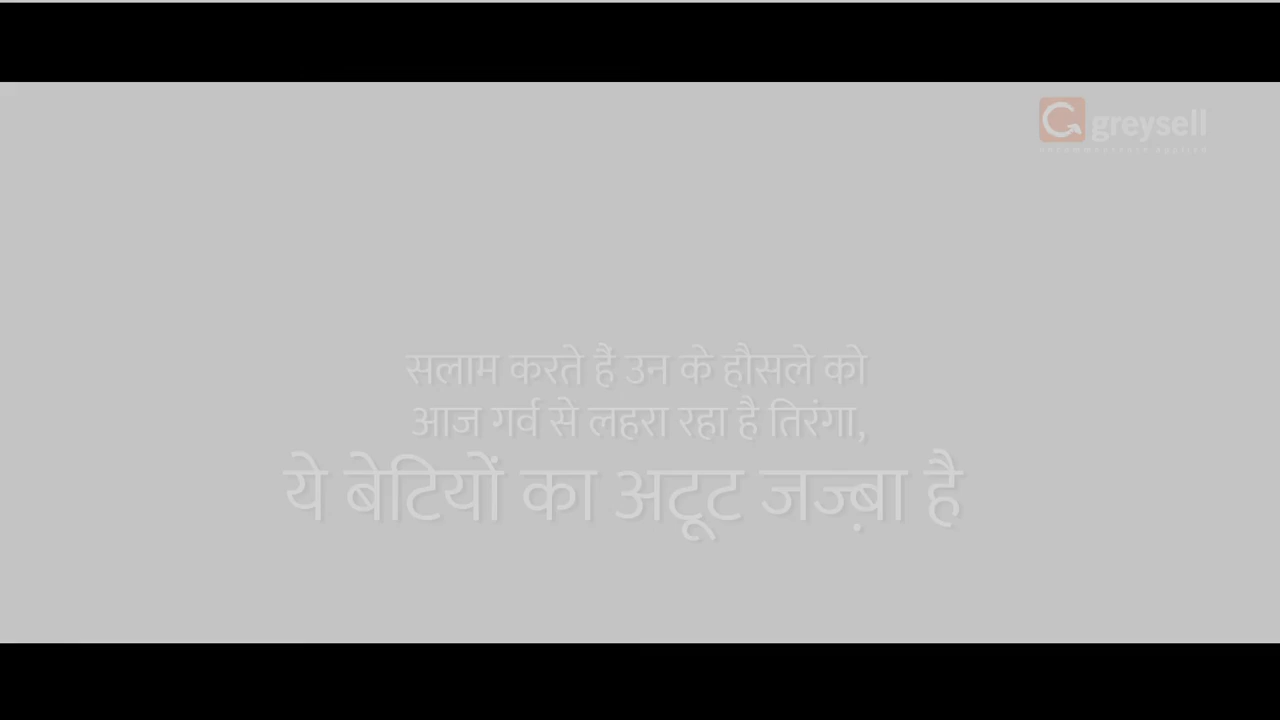 greysell
सलाम करते हैं उन के हौसले को
आज गर्व से लहरा रहा है तिरंगा,
ये बेटियों का अटूट जज्ब़ा है